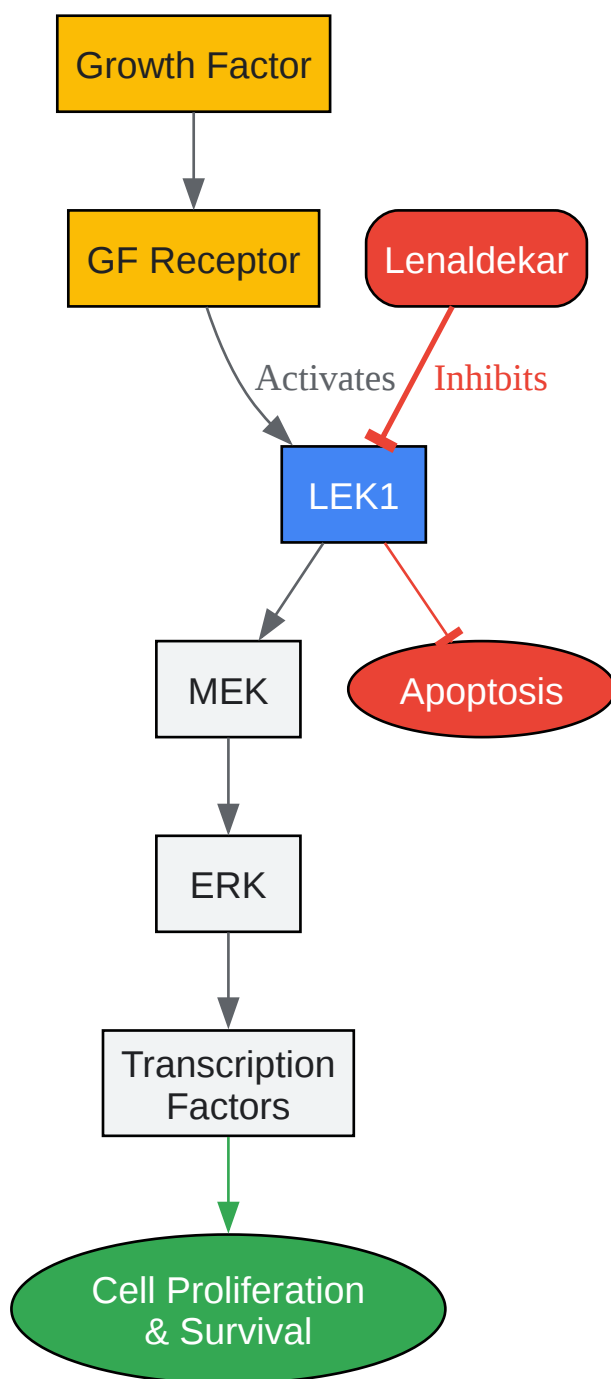 Growth Factor
GF Receptor
Lenaldekar
Activates
Inhibits
LEK1
MEK
Apoptosis
ERK
Transcription
Factors
Cell Proliferation
& Survival